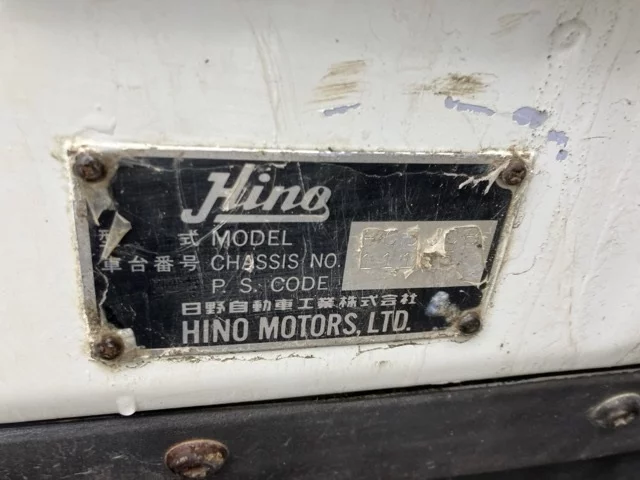 Hino
型 式 MODEL
車台番号 CHASSIS NO.
P. S. CODE
日野自動車工業株式会社
HINO MOTORS, LTD.